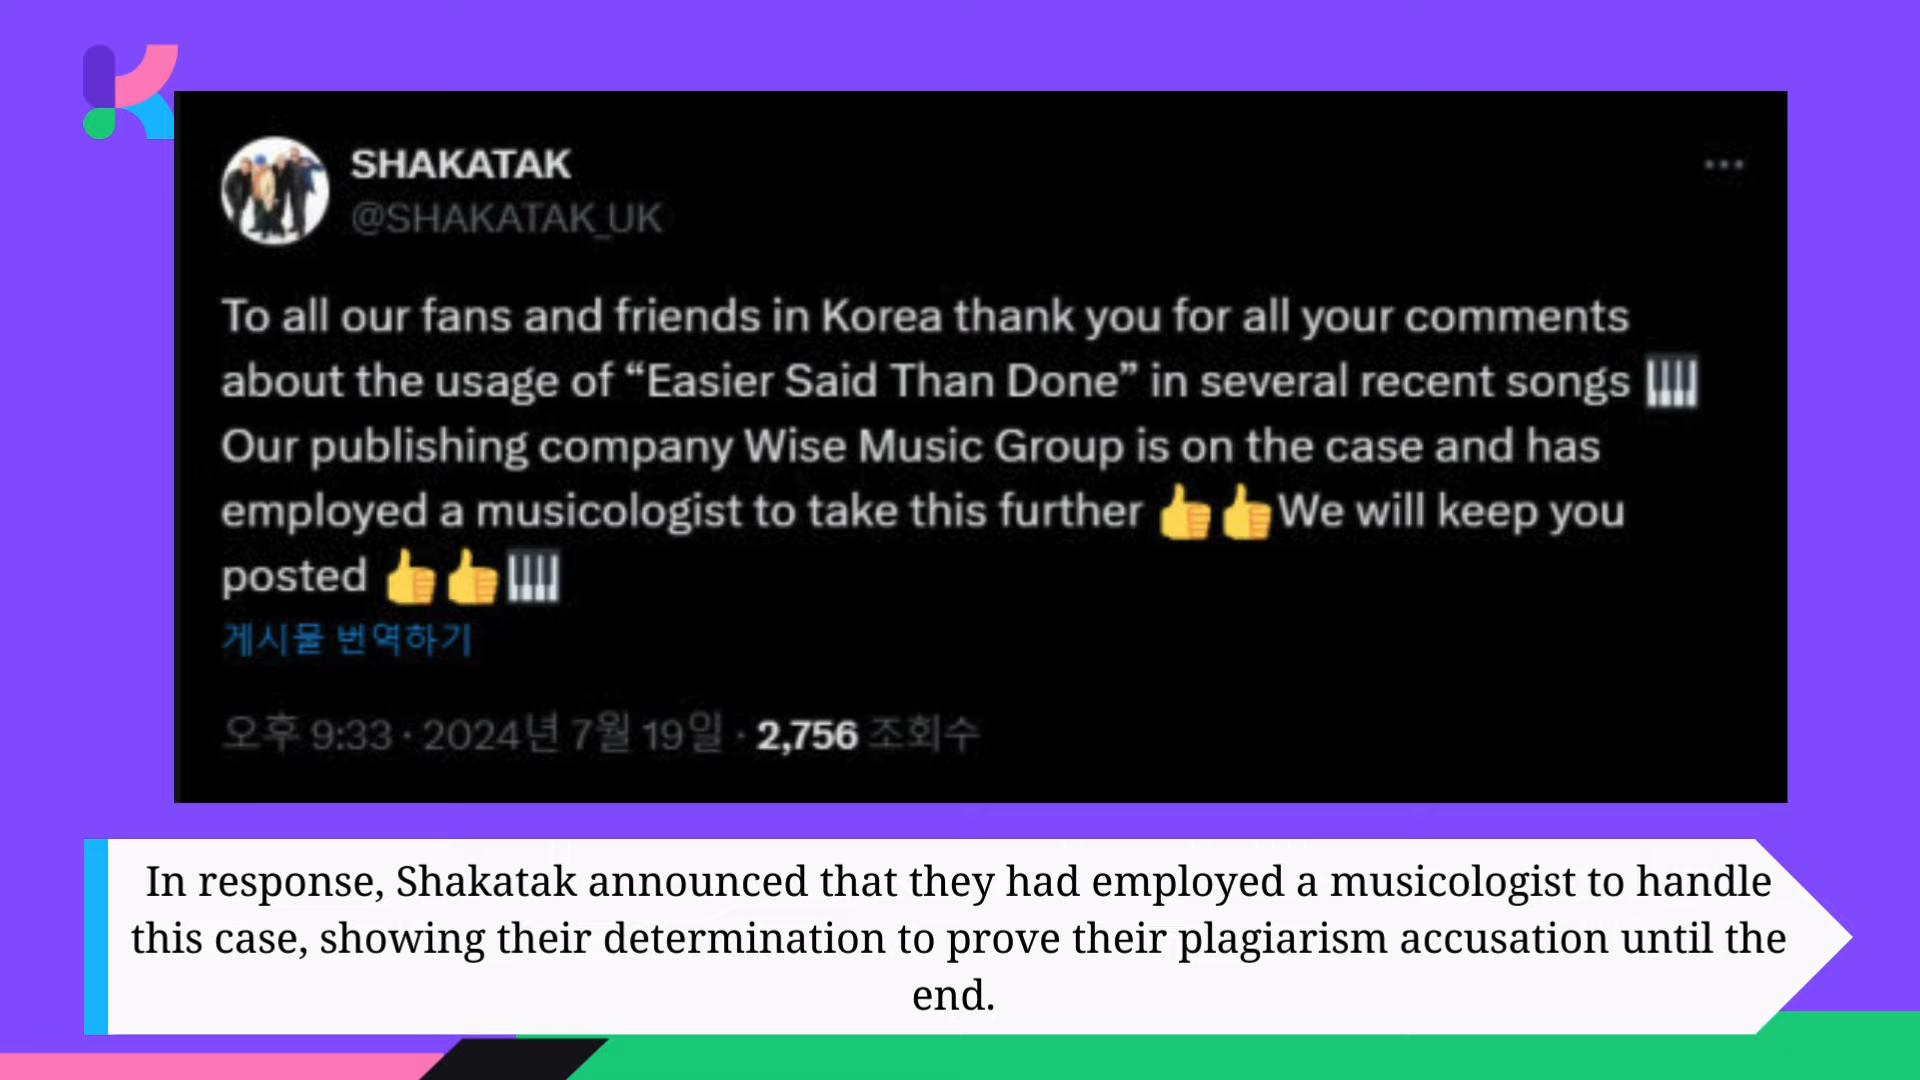 SHAKATAK
@SHAKATAK_UK
To all our fans and friends in Korea thank you for all your comments
about the usage of “Easier Said Than Done” in several recent songs 🎹
Our publishing company Wise Music Group is on the case and has
employed a musicologist to take this further 👍👍We will keep you
posted 👍👍🎹
게시물 번역하기
오후 9:33 · 2024년 7월 19일 · 2,756 조회수
In response, Shakatak announced that they had employed a musicologist to handle
this case, showing their determination to prove their plagiarism accusation until the
end.